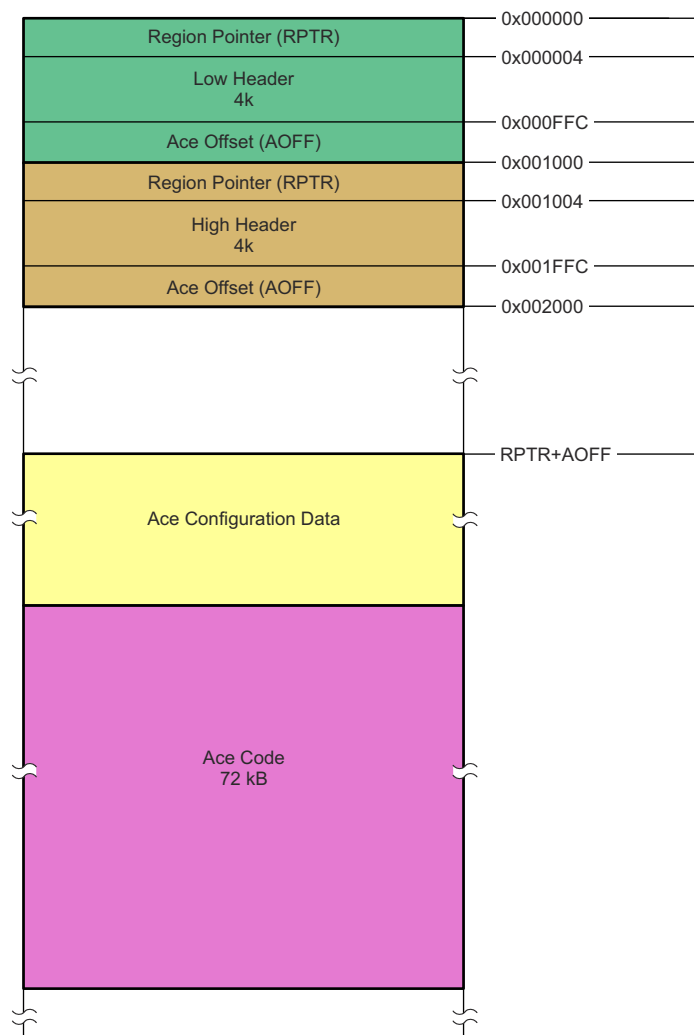 0x000000
Region Pointer (RPTR)
0x000004
Low Header
4k
0x000FFC
Ace Offset (AOFF)
0x001000
Region Pointer (RPTR)
0x001004
High Header
4k
0x001FFC
Ace Offset (AOFF)
0x002000
RPTR+AOFF
Ace Configuration Data
Ace Code
72 kB